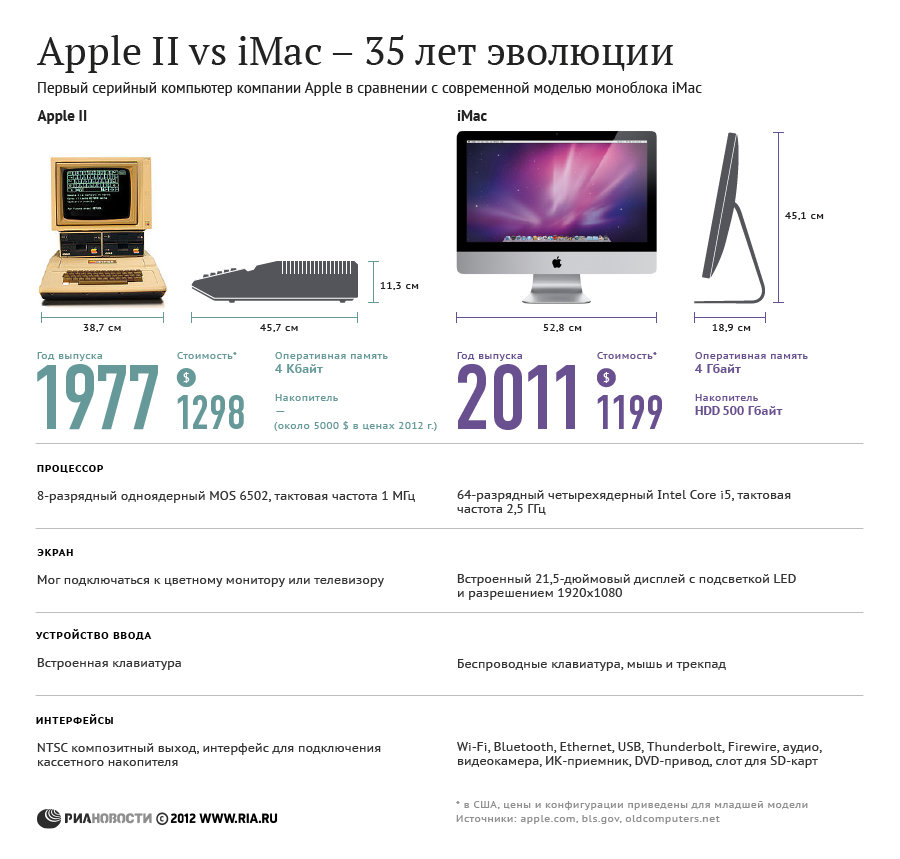 Apple II vs iMac – 35 лет эволюции
Первый серийный компьютер компании Apple в сравнении с современной моделью моноблока iMac
Apple II
11,3 см
38,7 см
45,7 см
Год выпуска
1977
Стоимость*
$
1298
Оперативная память
4 Кбайт
Накопитель
—
(около 5000 $ в ценах 2012 г.)
iMac
45,1 см
52,8 см
18,9 см
Год выпуска
2011
Стоимость*
$
1199
Оперативная память
4 Гбайт
Накопитель
HDD 500 Гбайт
ПРОЦЕССОР
8-разрядный одноядерный MOS 6502, тактовая частота 1 МГц
64-разрядный четырехядерный Intel Core i5, тактовая
частота 2,5 ГГц
ЭКРАН
Мог подключаться к цветному монитору или телевизору
Встроенный 21,5-дюймовый дисплей с подсветкой LED
и разрешением 1920x1080
УСТРОЙСТВО ВВОДА
Встроенная клавиатура
Беспроводные клавиатура, мышь и трекпад
ИНТЕРФЕЙСЫ
NTSC композитный выход, интерфейс для подключения
кассетного накопителя
Wi-Fi, Bluetooth, Ethernet, USB, Thunderbolt, Firewire, аудио,
видеокамера, ИК-приемник, DVD-привод, слот для SD-карт
РИАНОВОСТИ © 2012 WWW.RIA.RU
* в США, цены и конфигурации приведены для младшей модели
Источники: apple.com, bls.gov, oldcomputers.net